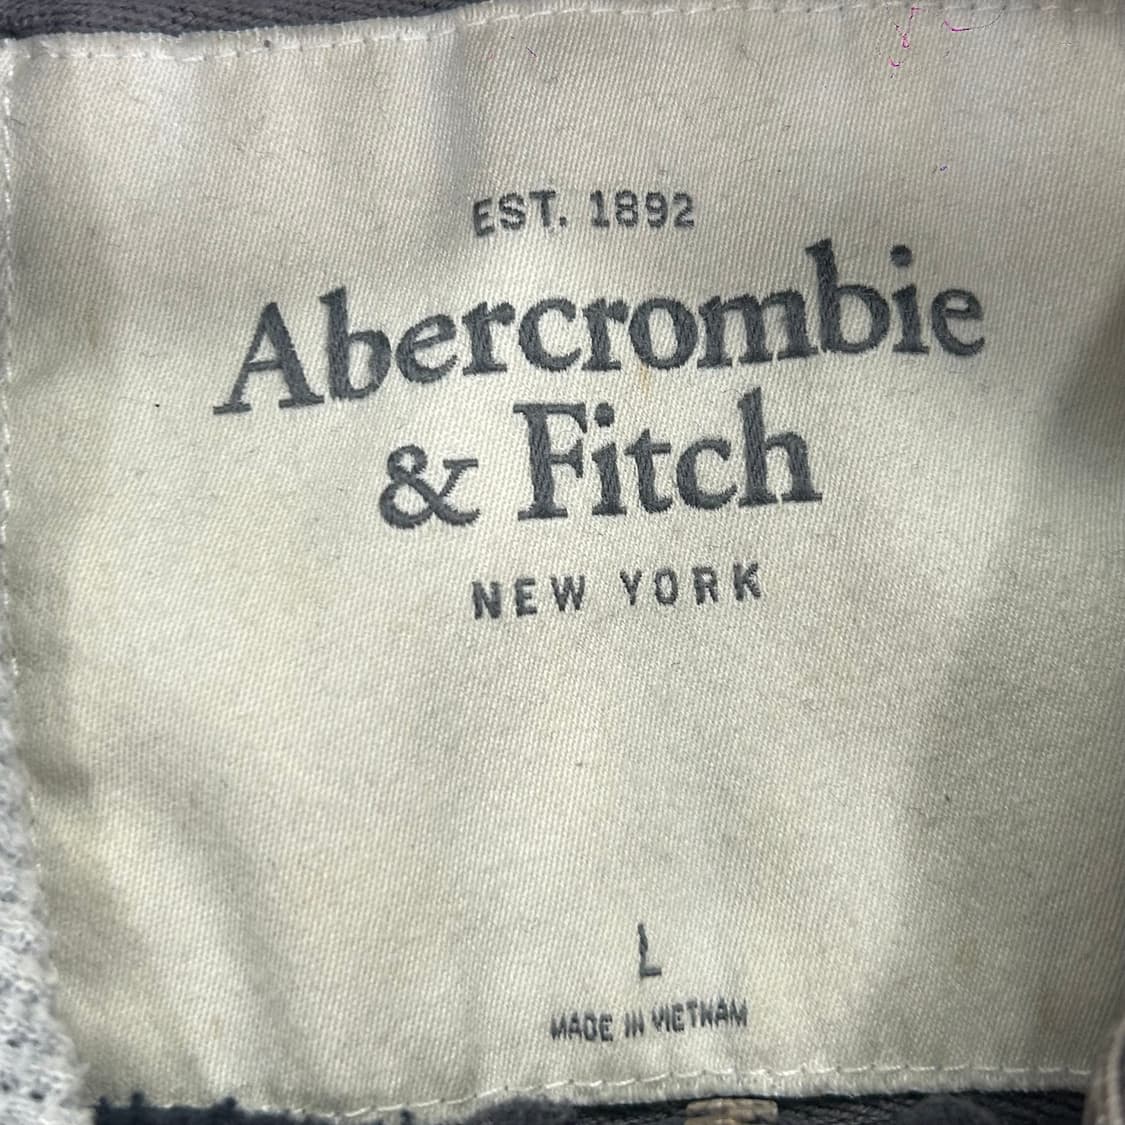 EST. 1892
Abercrombie
& Fitch
NEW YORK
L
MADE IN VIETNAM